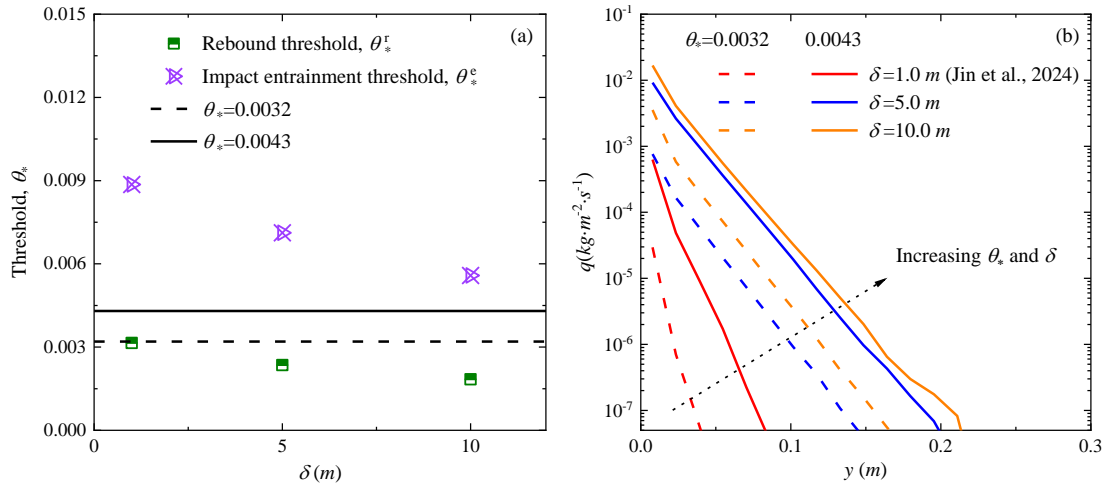 0.015
0.012
0.009
0.006
0.003
0.000
Threshold, θ*
0
5
10
δ (m)
(a)
Rebound threshold, θ*^r
Impact entrainment threshold, θ*^e
θ*=0.0032
θ*=0.0043
10^-1
10^-2
10^-3
10^-4
10^-5
10^-6
10^-7
q(kg·m^-2·s^-1)
0.0
0.1
0.2
0.3
y (m)
(b)
θ*=0.0032 0.0043
δ=1.0 m (Jin et al., 2024)
δ=5.0 m
δ=10.0 m
Increasing θ* and δ